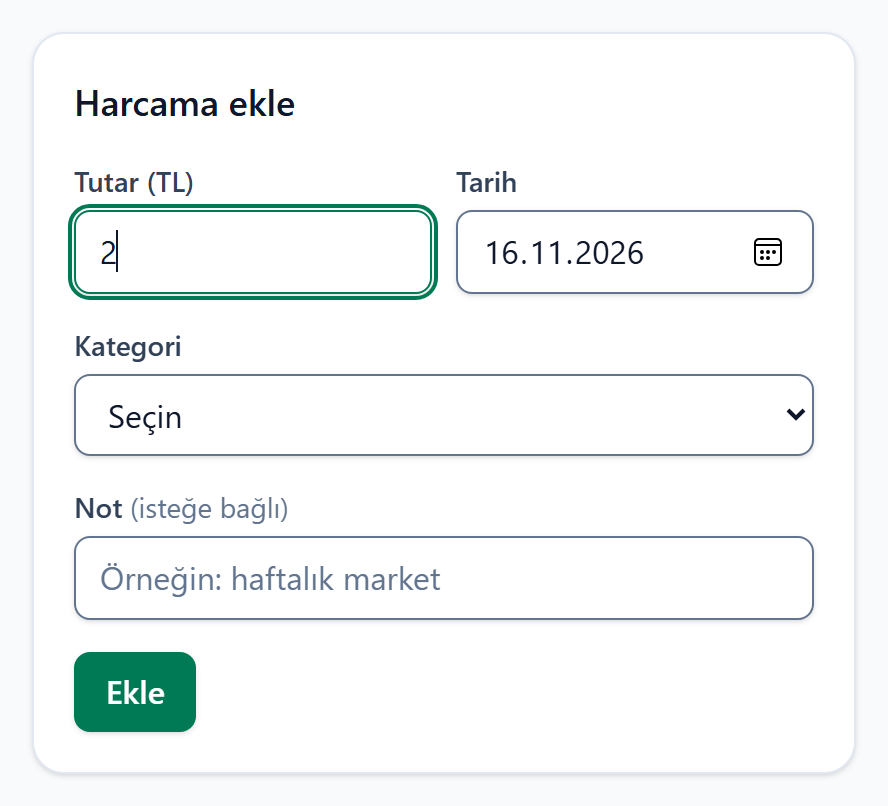 Harcama ekle
Tutar (TL)
Tarih
2
16.11.2026
Kategori
Seçin
Not (isteğe bağlı)
Örneğin: haftalık market
Ekle